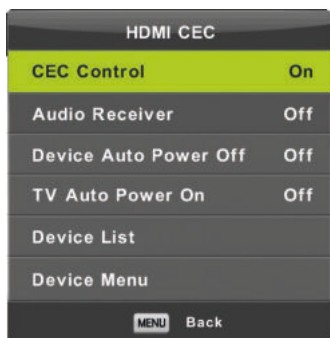 HDMI CEC
CEC Control On
Audio Receiver Off
Device Auto Power Off Off
TV Auto Power On Off
Device List
Device Menu
MENU Back